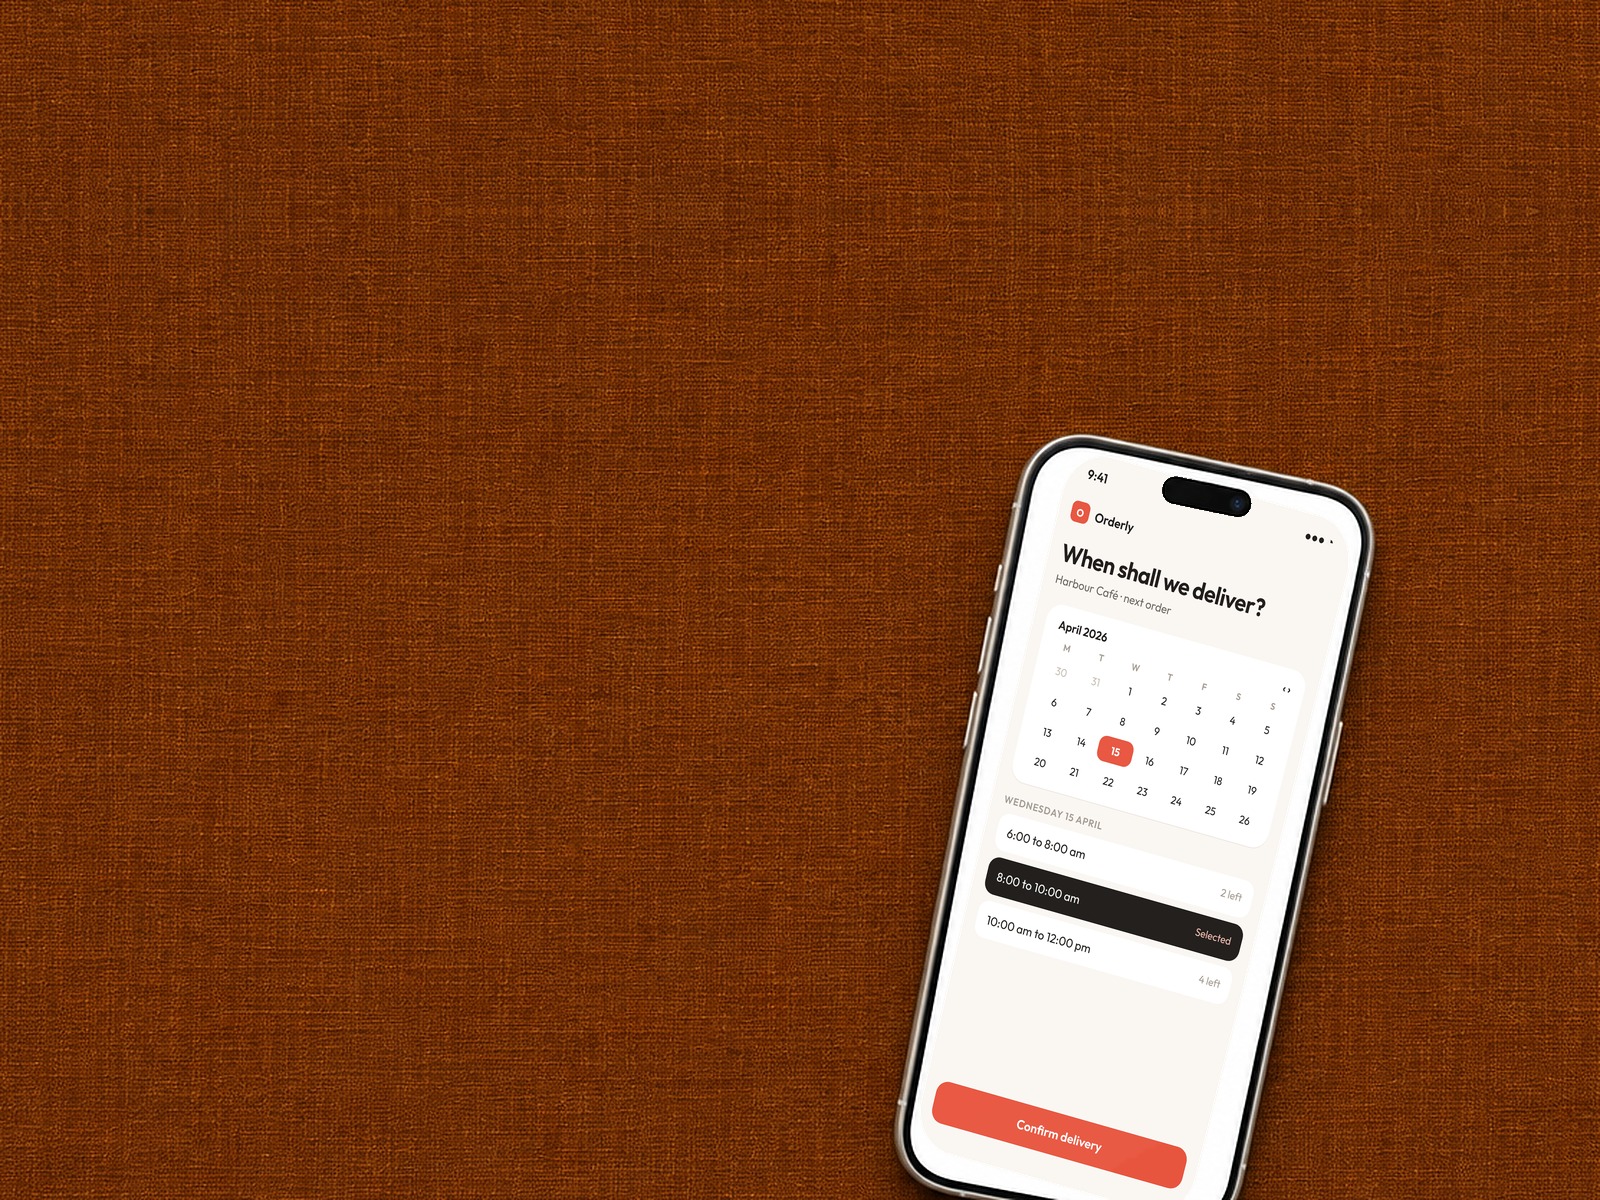 9:41
O Orderly
When shall we deliver?
Harbour Café · next order
April 2026 ‹ ›
M T W T F S S
30 31 1 2 3 4 5
6 7 8 9 10 11 12
13 14 15 16 17 18 19
20 21 22 23 24 25 26
WEDNESDAY 15 APRIL
6:00 to 8:00 am 2 left
8:00 to 10:00 am Selected
10:00 am to 12:00 pm 4 left
Confirm delivery